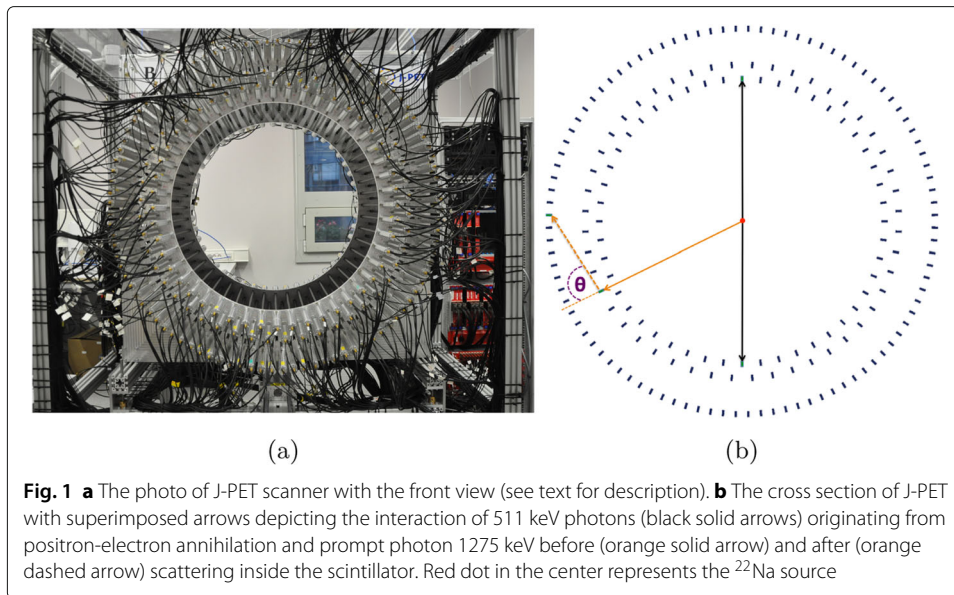 B
J-PET
θ
(a)
(b)
Fig. 1 a The photo of J-PET scanner with the front view (see text for description). b The cross section of J-PET
with superimposed arrows depicting the interaction of 511 keV photons (black solid arrows) originating from
positron-electron annihilation and prompt photon 1275 keV before (orange solid arrow) and after (orange
dashed arrow) scattering inside the scintillator. Red dot in the center represents the ²²Na source